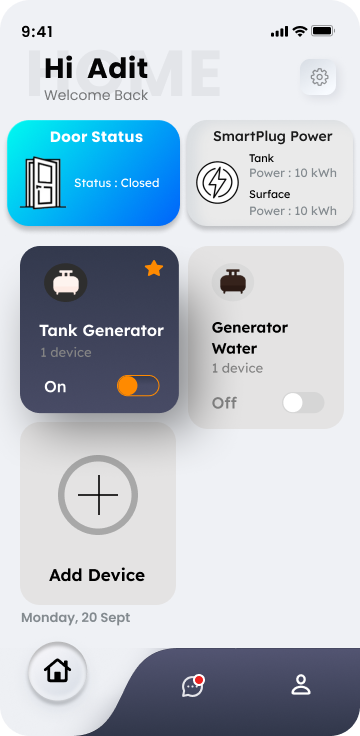 9:41
HOME
Hi Adit
Welcome Back
Door Status
Status : Closed
SmartPlug Power
Tank
Power : 10 kWh
Surface
Power : 10 kWh
Tank Generator
1 device
On
Generator
Water
1 device
Off
Add Device
Monday, 20 Sept